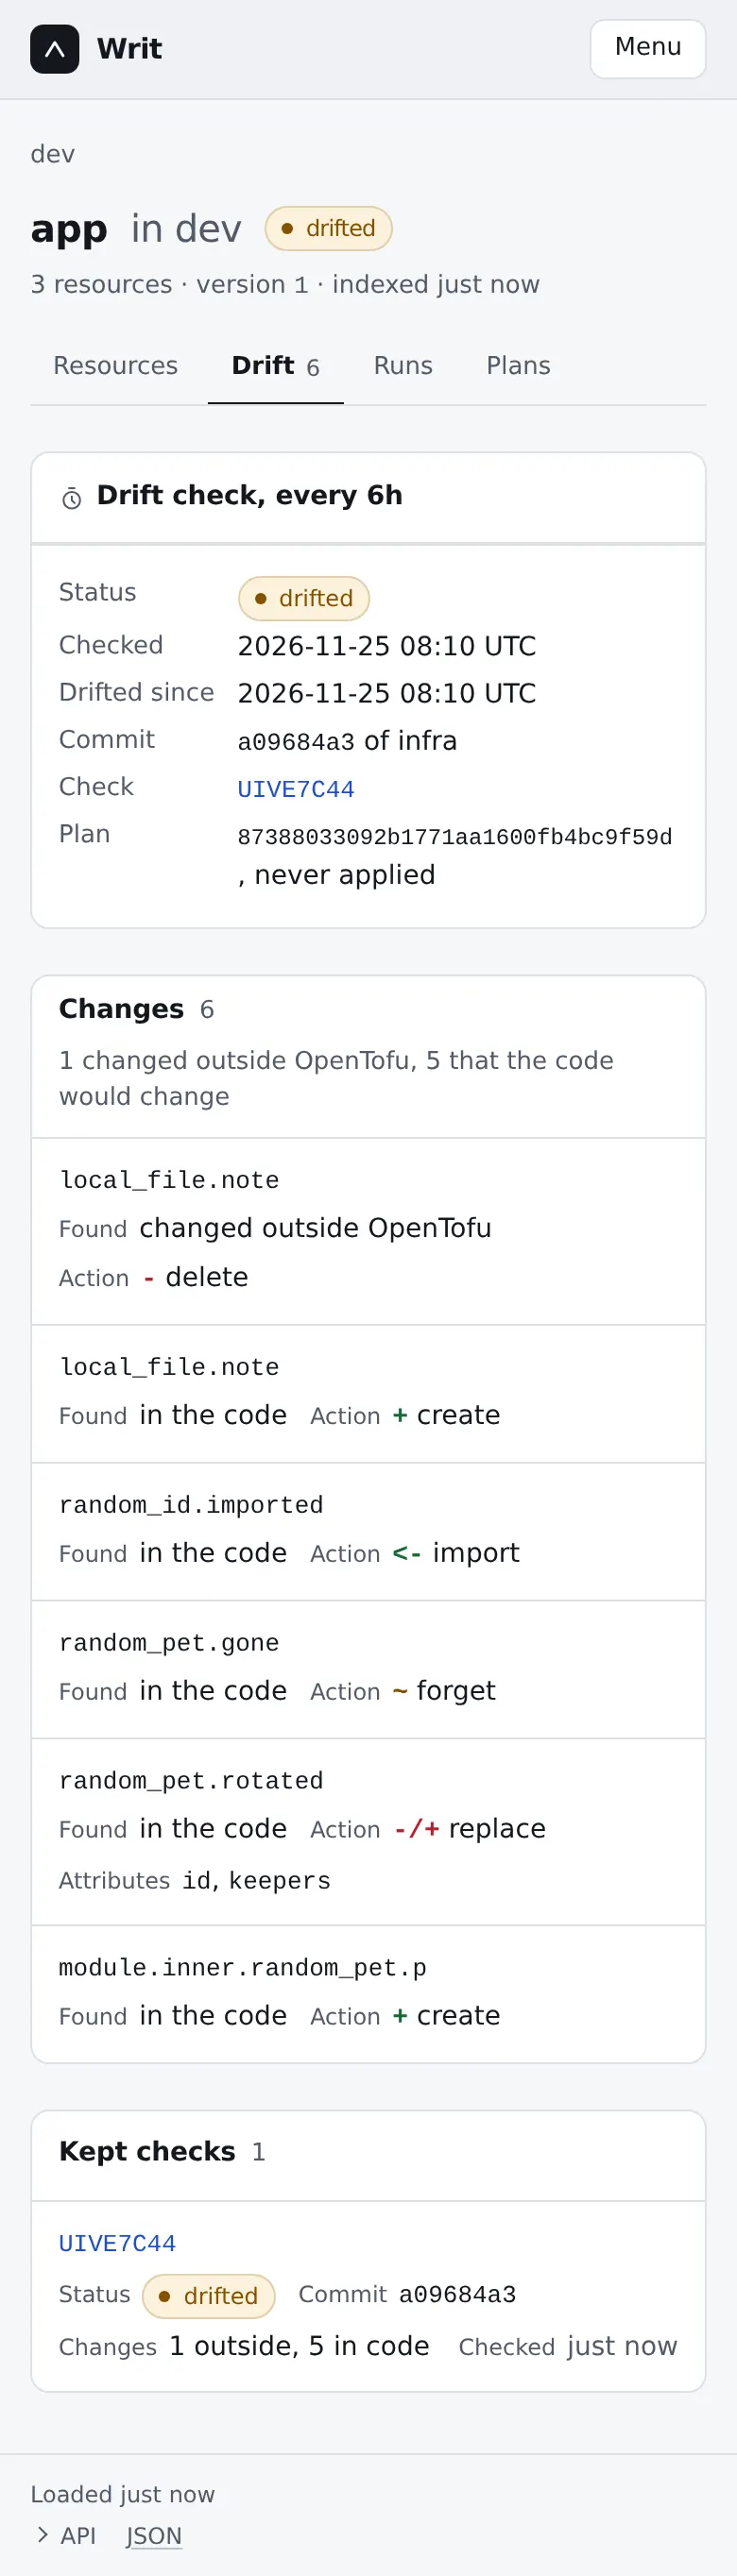 Writ
Menu
dev
app in dev drifted
3 resources · version 1 · indexed just now
Resources Drift 6 Runs Plans
Drift check, every 6h
Status drifted
Checked 2026-11-25 08:10 UTC
Drifted since 2026-11-25 08:10 UTC
Commit a09684a3 of infra
Check UIVE7C44
Plan 87388033092b1771aa1600fb4bc9f59d
, never applied
Changes 6
1 changed outside OpenTofu, 5 that the code
would change
local_file.note
Found changed outside OpenTofu
Action - delete
local_file.note
Found in the code Action + create
random_id.imported
Found in the code Action <- import
random_pet.gone
Found in the code Action ~ forget
random_pet.rotated
Found in the code Action -/+ replace
Attributes id, keepers
module.inner.random_pet.p
Found in the code Action + create
Kept checks 1
UIVE7C44
Status drifted Commit a09684a3
Changes 1 outside, 5 in code Checked just now
Loaded just now
API JSON